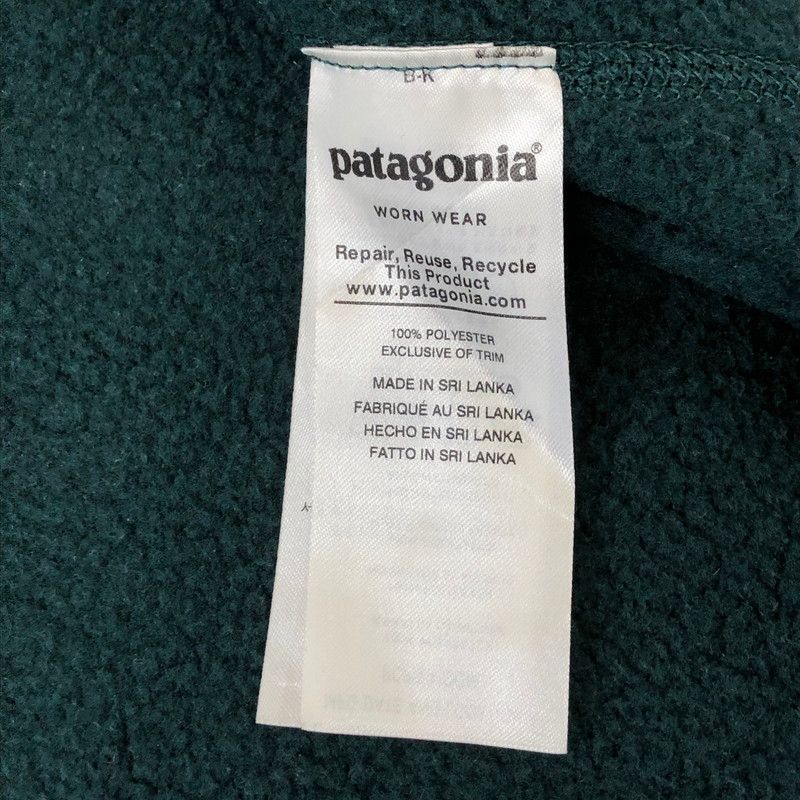 B-K
patagonia®
WORN WEAR
Repair, Reuse, Recycle
This Product
www.patagonia.com
100% POLYESTER
EXCLUSIVE OF TRIM
MADE IN SRI LANKA
FABRIQUÉ AU SRI LANKA
HECHO EN SRI LANKA
FATTO IN SRI LANKA